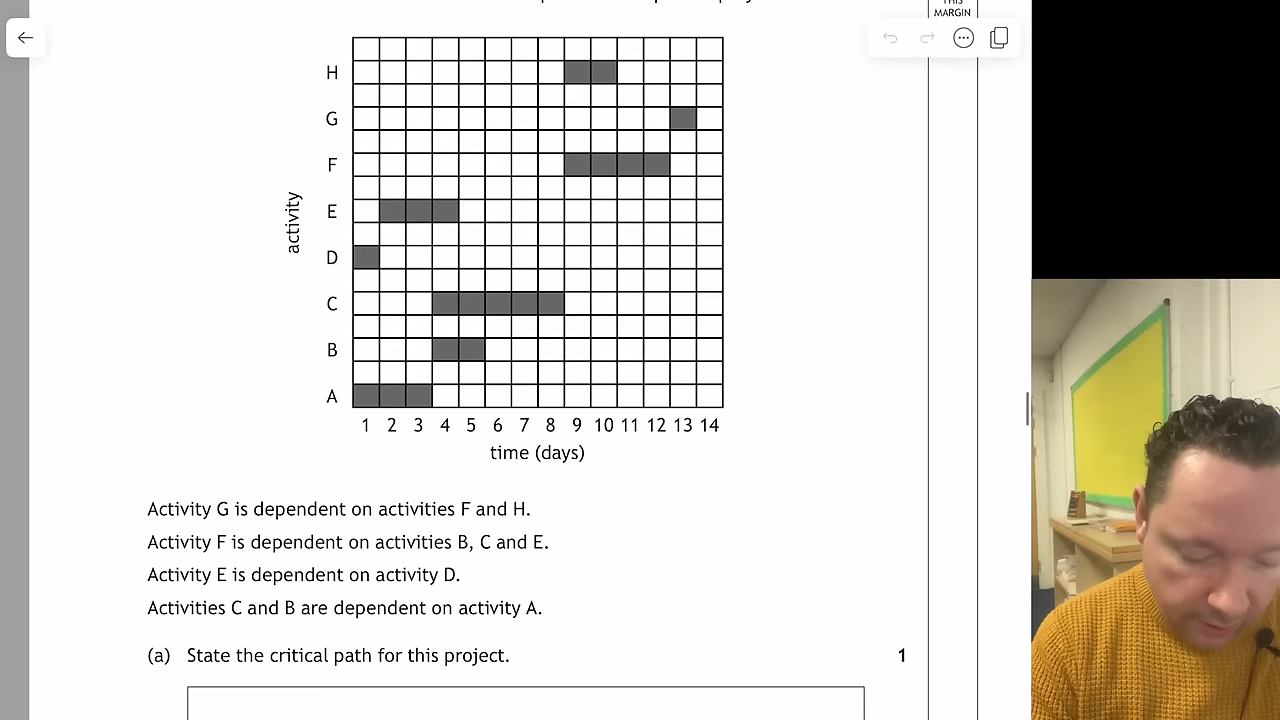 THIS
MARGIN
H
G
F
E
D
C
B
A
activity
1 2 3 4 5 6 7 8 9 10 11 12 13 14
time (days)
Activity G is dependent on activities F and H.
Activity F is dependent on activities B, C and E.
Activity E is dependent on activity D.
Activities C and B are dependent on activity A.
(a) State the critical path for this project. 1